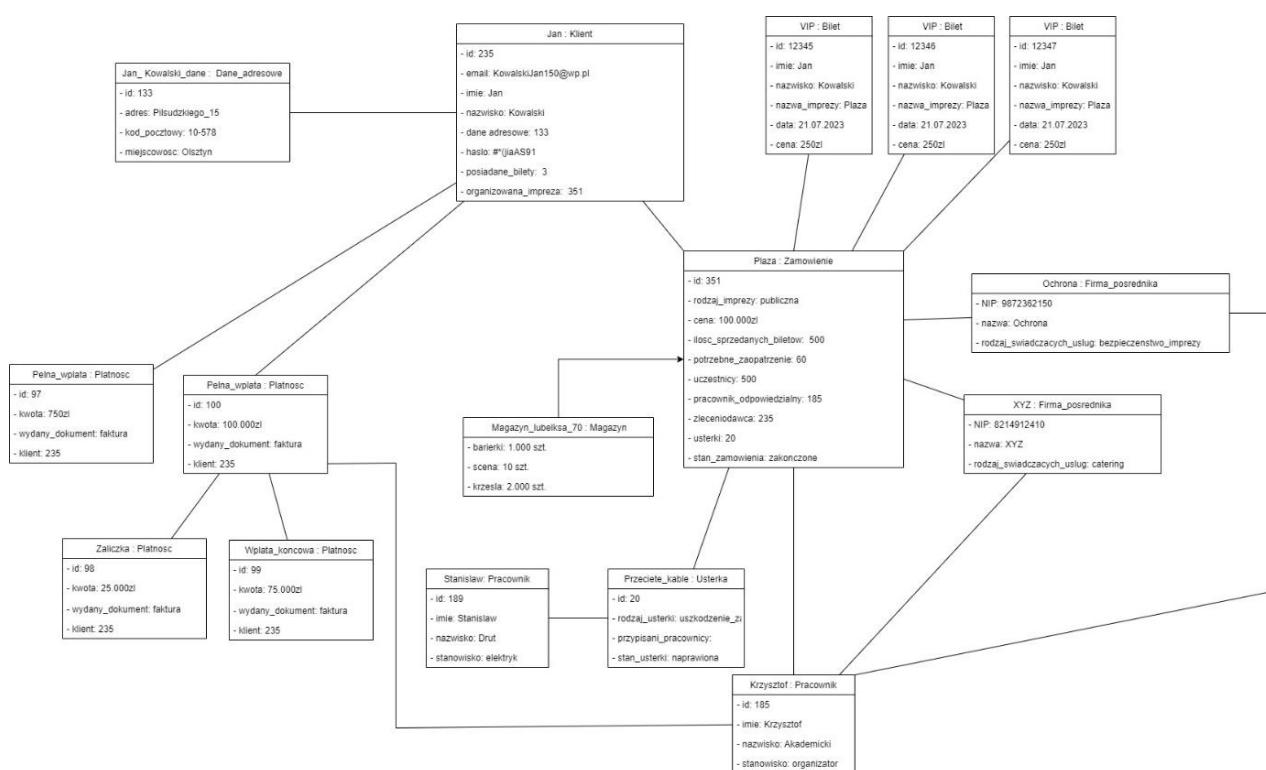 Jan : Klient
- id: 235
- email: KowalskiJan150@wp.pl
- imie: Jan
- nazwisko: Kowalski
- dane adresowe: 133
- haslo: #*(jiaAS91
- posiadane_bilety: 3
- organizowana_impreza: 351
Jan_ Kowalski_dane : Dane_adresowe
- id: 133
- adres: Pilsudzkiego_15
- kod_pocztowy: 10-578
- miejscowosc: Olsztyn
VIP : Bilet
- id: 12345
- imie: Jan
- nazwisko: Kowalski
- nazwa_imprezy: Plaza
- data: 21.07.2023
- cena: 250zl
VIP : Bilet
- id: 12346
- imie: Jan
- nazwisko: Kowalski
- nazwa_imprezy: Plaza
- data: 21.07.2023
- cena: 250zl
VIP : Bilet
- id: 12347
- imie: Jan
- nazwisko: Kowalski
- nazwa_imprezy: Plaza
- data: 21.07.2023
- cena: 250zl
Plaza : Zamowienie
- id: 351
- rodzaj_imprezy: publiczna
- cena: 100.000zl
- ilosc_sprzedanych_biletow: 500
- potrzebne_zaopatrzenie: 60
- uczestnicy: 500
- pracownik_odpowiedzialny: 185
- zleceniodawca: 235
- usterki: 20
- stan_zamowienia: zakonczone
Ochrona : Firma_posrednika
- NIP: 9872362150
- nazwa: Ochrona
- rodzaj_swiadczacych_uslug: bezpieczenstwo_imprezy
XYZ : Firma_posrednika
- NIP: 8214912410
- nazwa: XYZ
- rodzaj_swiadczacych_uslug: catering
Pelna_wplata : Platnosc
- id: 97
- kwota: 750zl
- wydany_dokument: faktura
- klient: 235
Pelna_wplata : Platnosc
- id: 100
- kwota: 100.000zl
- wydany_dokument: faktura
- klient: 235
Magazyn_lubelksa_70 : Magazyn
- barierki: 1.000 szt.
- scena: 10 szt.
- krzesla: 2.000 szt.
Zaliczka : Platnosc
- id: 98
- kwota: 25.000zl
- wydany_dokument: faktura
- klient: 235
Wplata_koncowa : Platnosc
- id: 99
- kwota: 75.000zl
- wydany_dokument: faktura
- klient: 235
Stanislaw: Pracownik
- id: 189
- imie: Stanislaw
- nazwisko: Drut
- stanowisko: elektryk
Przeciete_kable : Usterka
- id: 20
- rodzaj_usterki: uszkodzenie_za
- przypisani_pracownicy:
- stan_usterki: naprawiona
Krzysztof : Pracownik
- id: 185
- imie: Krzysztof
- nazwisko: Akademicki
- stanowisko: organizator